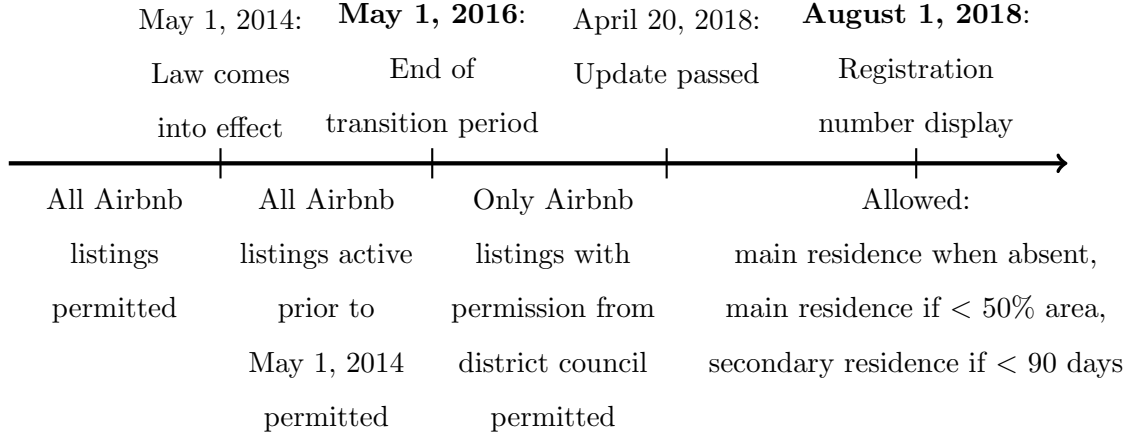 May 1, 2014:
Law comes
into effect
May 1, 2016:
End of
transition period
April 20, 2018:
Update passed
August 1, 2018:
Registration
number display
All Airbnb
listings
permitted
All Airbnb
listings active
prior to
May 1, 2014
permitted
Only Airbnb
listings with
permission from
district council
permitted
Allowed:
main residence when absent,
main residence if < 50% area,
secondary residence if < 90 days